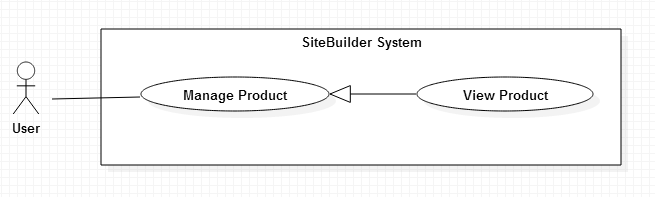 SiteBuilder System
Manage Product
View Product
User